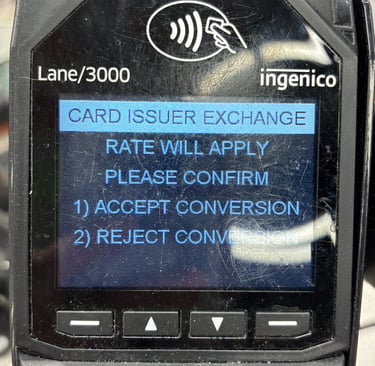 Lane/3000 ingenico
CARD ISSUER EXCHANGE
RATE WILL APPLY
PLEASE CONFIRM
1) ACCEPT CONVERSION
2) REJECT CONVERSION